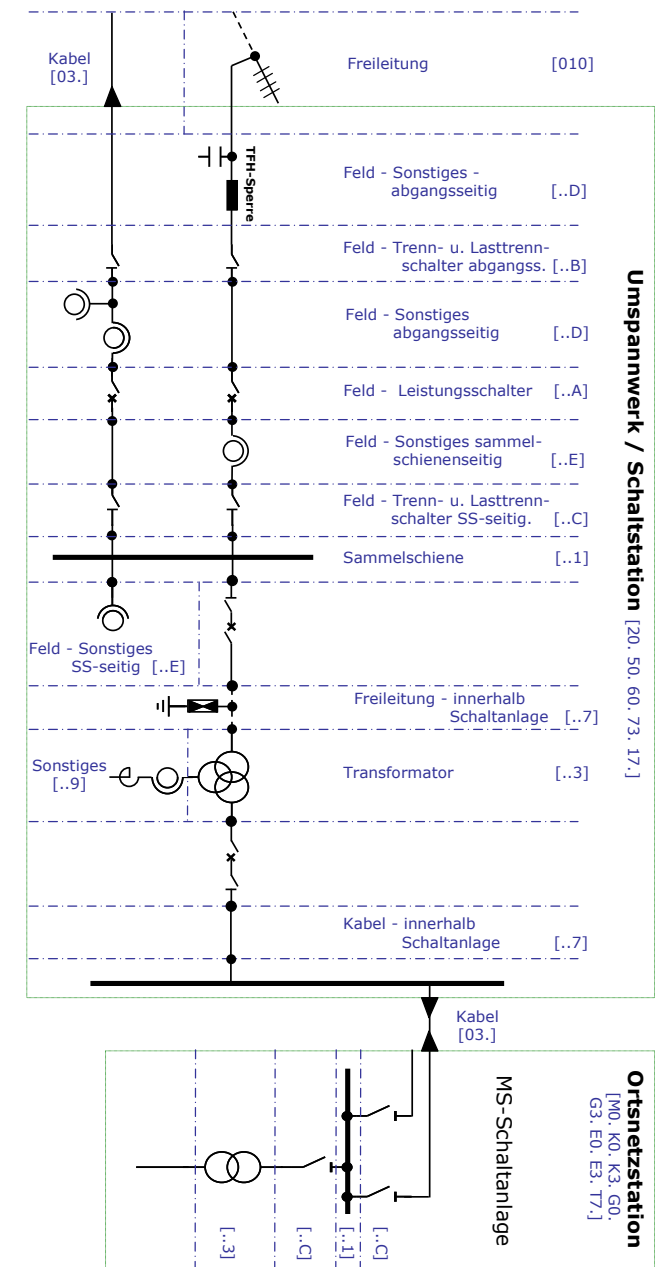 Kabel
[03.]
Freileitung [010]
TFH-Sperre
Feld - Sonstiges -
abgangsseitig [..D]
Feld - Trenn- u. Lasttrenn-
schalter abgangss. [..B]
Feld - Sonstiges
abgangsseitig [..D]
Feld - Leistungsschalter [..A]
Feld - Sonstiges sammel-
schienenseitig [..E]
Feld - Trenn- u. Lasttrenn-
schalter SS-seitig. [..C]
Sammelschiene [..1]
Feld - Sonstiges
SS-seitig [..E]
Freileitung - innerhalb
Schaltanlage [..7]
Sonstiges
[..9]
Transformator [..3]
Kabel - innerhalb
Schaltanlage [..7]
Umspannwerk / Schaltstation [20. 50. 60. 73. 17.]
Kabel
[03.]
Ortsnetzstation
[M0. K0. K3. G0.
G3. E0. E3. T7.]
MS-Schaltanlage
[..C]
[..1]
[..C]
[..3]